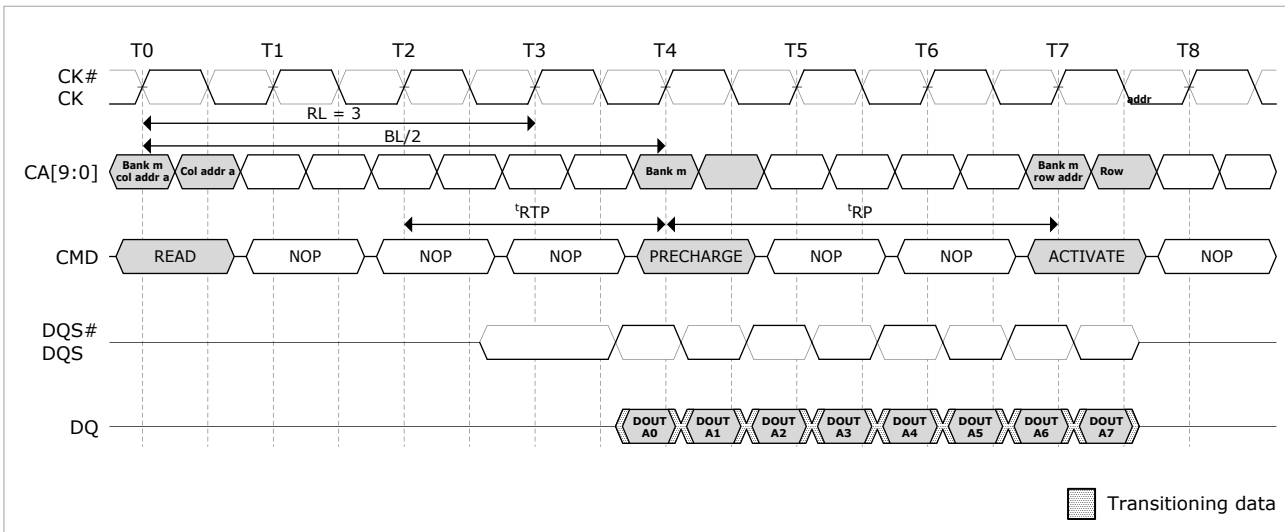 T0 T1 T2 T3 T4 T5 T6 T7 T8
CK#
CK
addr
RL = 3
BL/2
CA[9:0]
Bank m
col addr a
Col addr a
Bank m
Bank m
row addr
Row
tRTP
tRP
CMD
READ NOP NOP NOP PRECHARGE NOP NOP ACTIVATE NOP
DQS#
DQS
DQ
DOUT
A0
DOUT
A1
DOUT
A2
DOUT
A3
DOUT
A4
DOUT
A5
DOUT
A6
DOUT
A7
Transitioning data